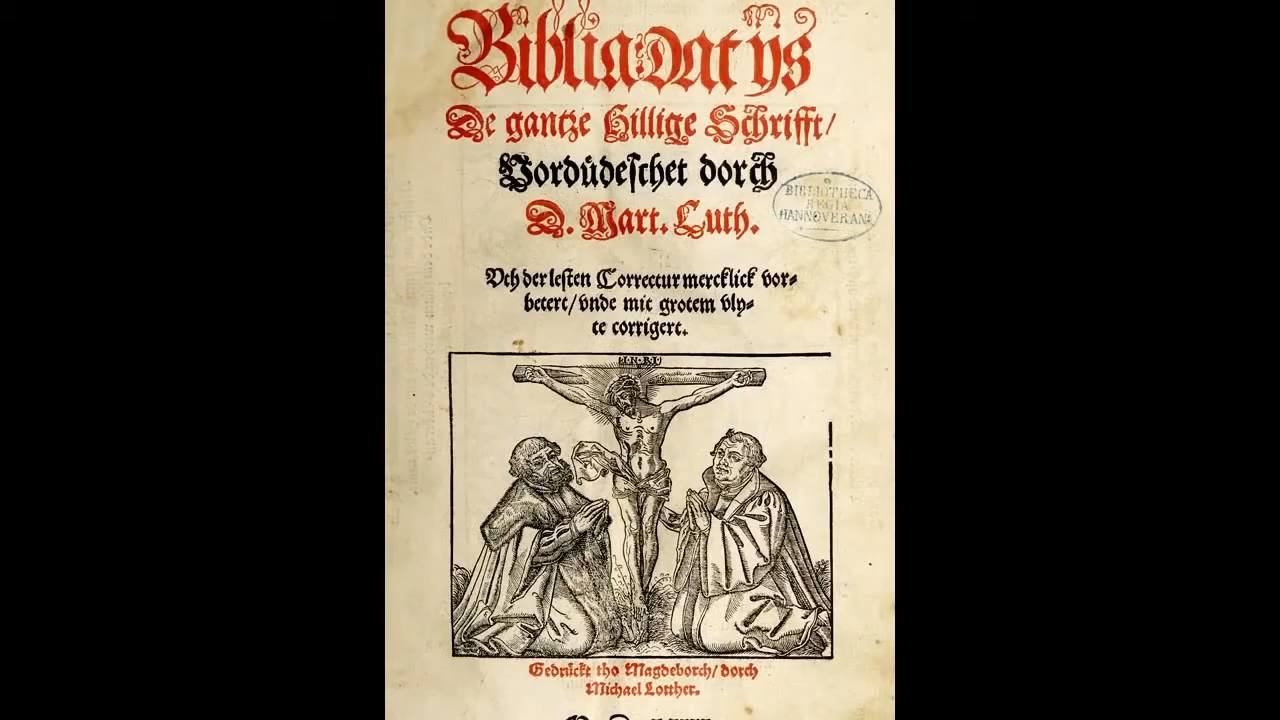 Biblia: Dat ys
De gantze Hillige Schrifft/
Vordüdeschet dorch
D. Mart. Luth.
BIBLIOTHECA
REGIA
HANNOVERANA
Vth der lesten Correctur mercklick vor=
betert/ vnde mit grotem vly=
te corrigert.
I.N.R.I
Gedrückt tho Magdeborch/ dorch
Michael Lotther.